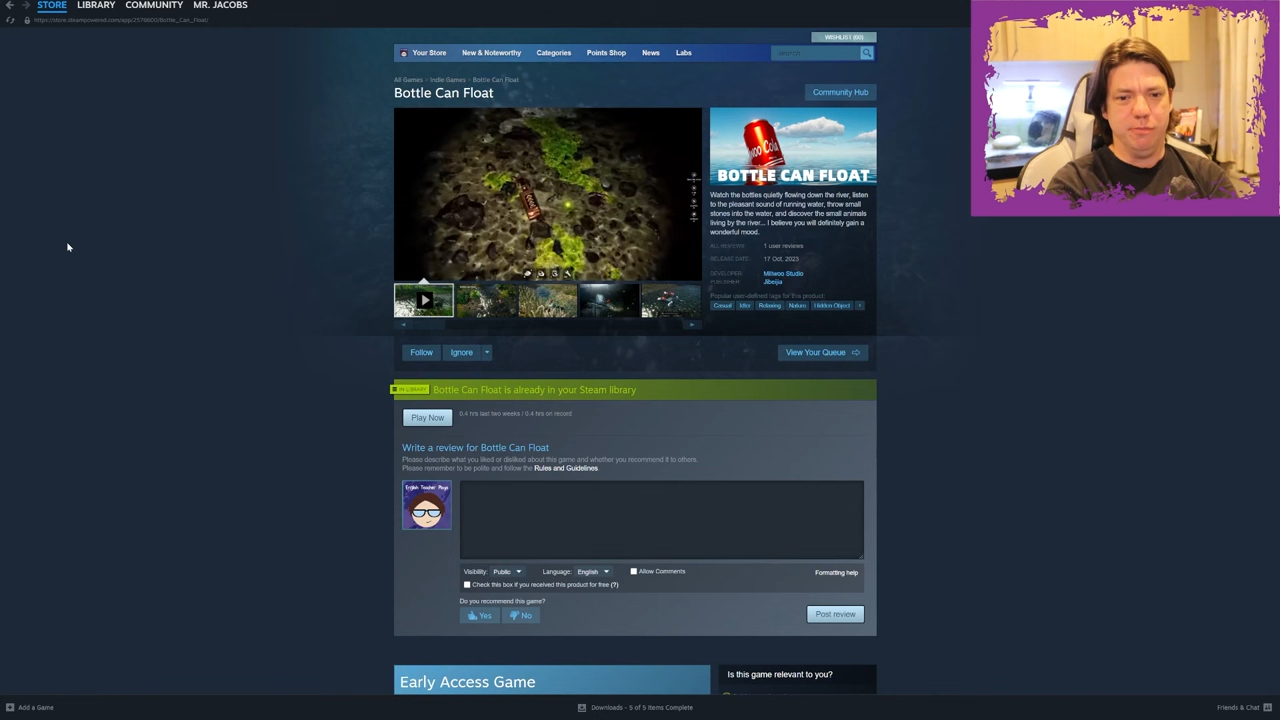 STORE LIBRARY COMMUNITY MR. JACOBS
https://store.steampowered.com/app/2578600/Bottle_Can_Float/
WISHLIST (60)
Your Store New & Noteworthy Categories Points Shop News Labs search
All Games > Indie Games > Bottle Can Float
Bottle Can Float
Community Hub
BOTTLE CAN FLOAT
Watch the bottles quietly flowing down the river, listen
to the pleasant sound of running water, throw small
stones into the water, and discover the small animals
living by the river... I believe you will definitely gain a
wonderful mood.
ALL REVIEWS: 1 user reviews
RELEASE DATE: 17 Oct, 2023
DEVELOPER: Miiwoo Studio
PUBLISHER: Jibeijia
Popular user-defined tags for this product:
Casual Idler Relaxing Nature Hidden Object +
Follow Ignore View Your Queue
IN LIBRARY Bottle Can Float is already in your Steam library
Play Now 0.4 hrs last two weeks / 0.4 hrs on record
Write a review for Bottle Can Float
Please describe what you liked or disliked about this game and whether you recommend it to others.
Please remember to be polite and follow the Rules and Guidelines.
English Teacher Plays
Visibility: Public Language: English Allow Comments Formatting help
Check this box if you received this product for free (?)
Do you recommend this game?
Yes No Post review
Early Access Game
Is this game relevant to you?
Add a Game Downloads - 5 of 5 Items Complete Friends & Chat